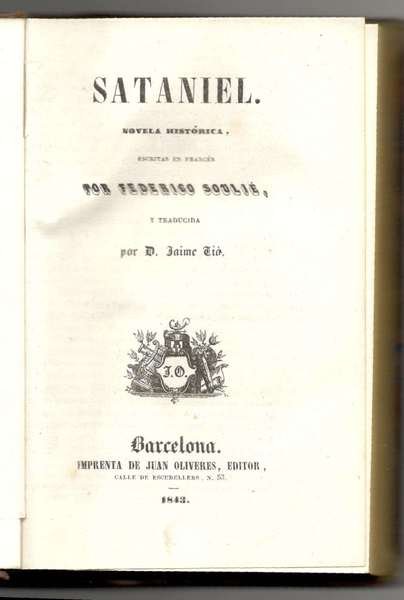 SATANIEL.
NOVELA HISTÓRICA,
ESCRITAS EN FRANCÉS
POR FEDERICO SOULIÉ,
Y TRADUCIDA
por D. Jaime Tió.
J.O.
Barcelona.
IMPRENTA DE JUAN OLIVERES, EDITOR,
CALLE DE ESCUDELLERS, N. 53.
1843.